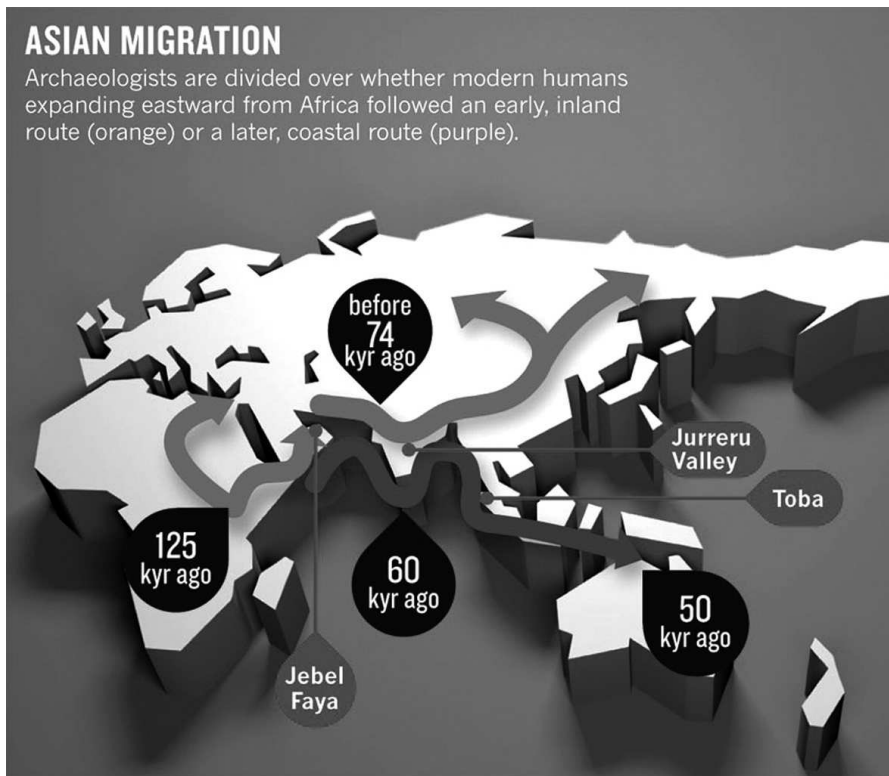 ASIAN MIGRATION
Archaeologists are divided over whether modern humans
expanding eastward from Africa followed an early, inland
route (orange) or a later, coastal route (purple).
before
74
kyr ago
Jurreru
Valley
Toba
125
kyr ago
60
kyr ago
50
kyr ago
Jebel
Faya